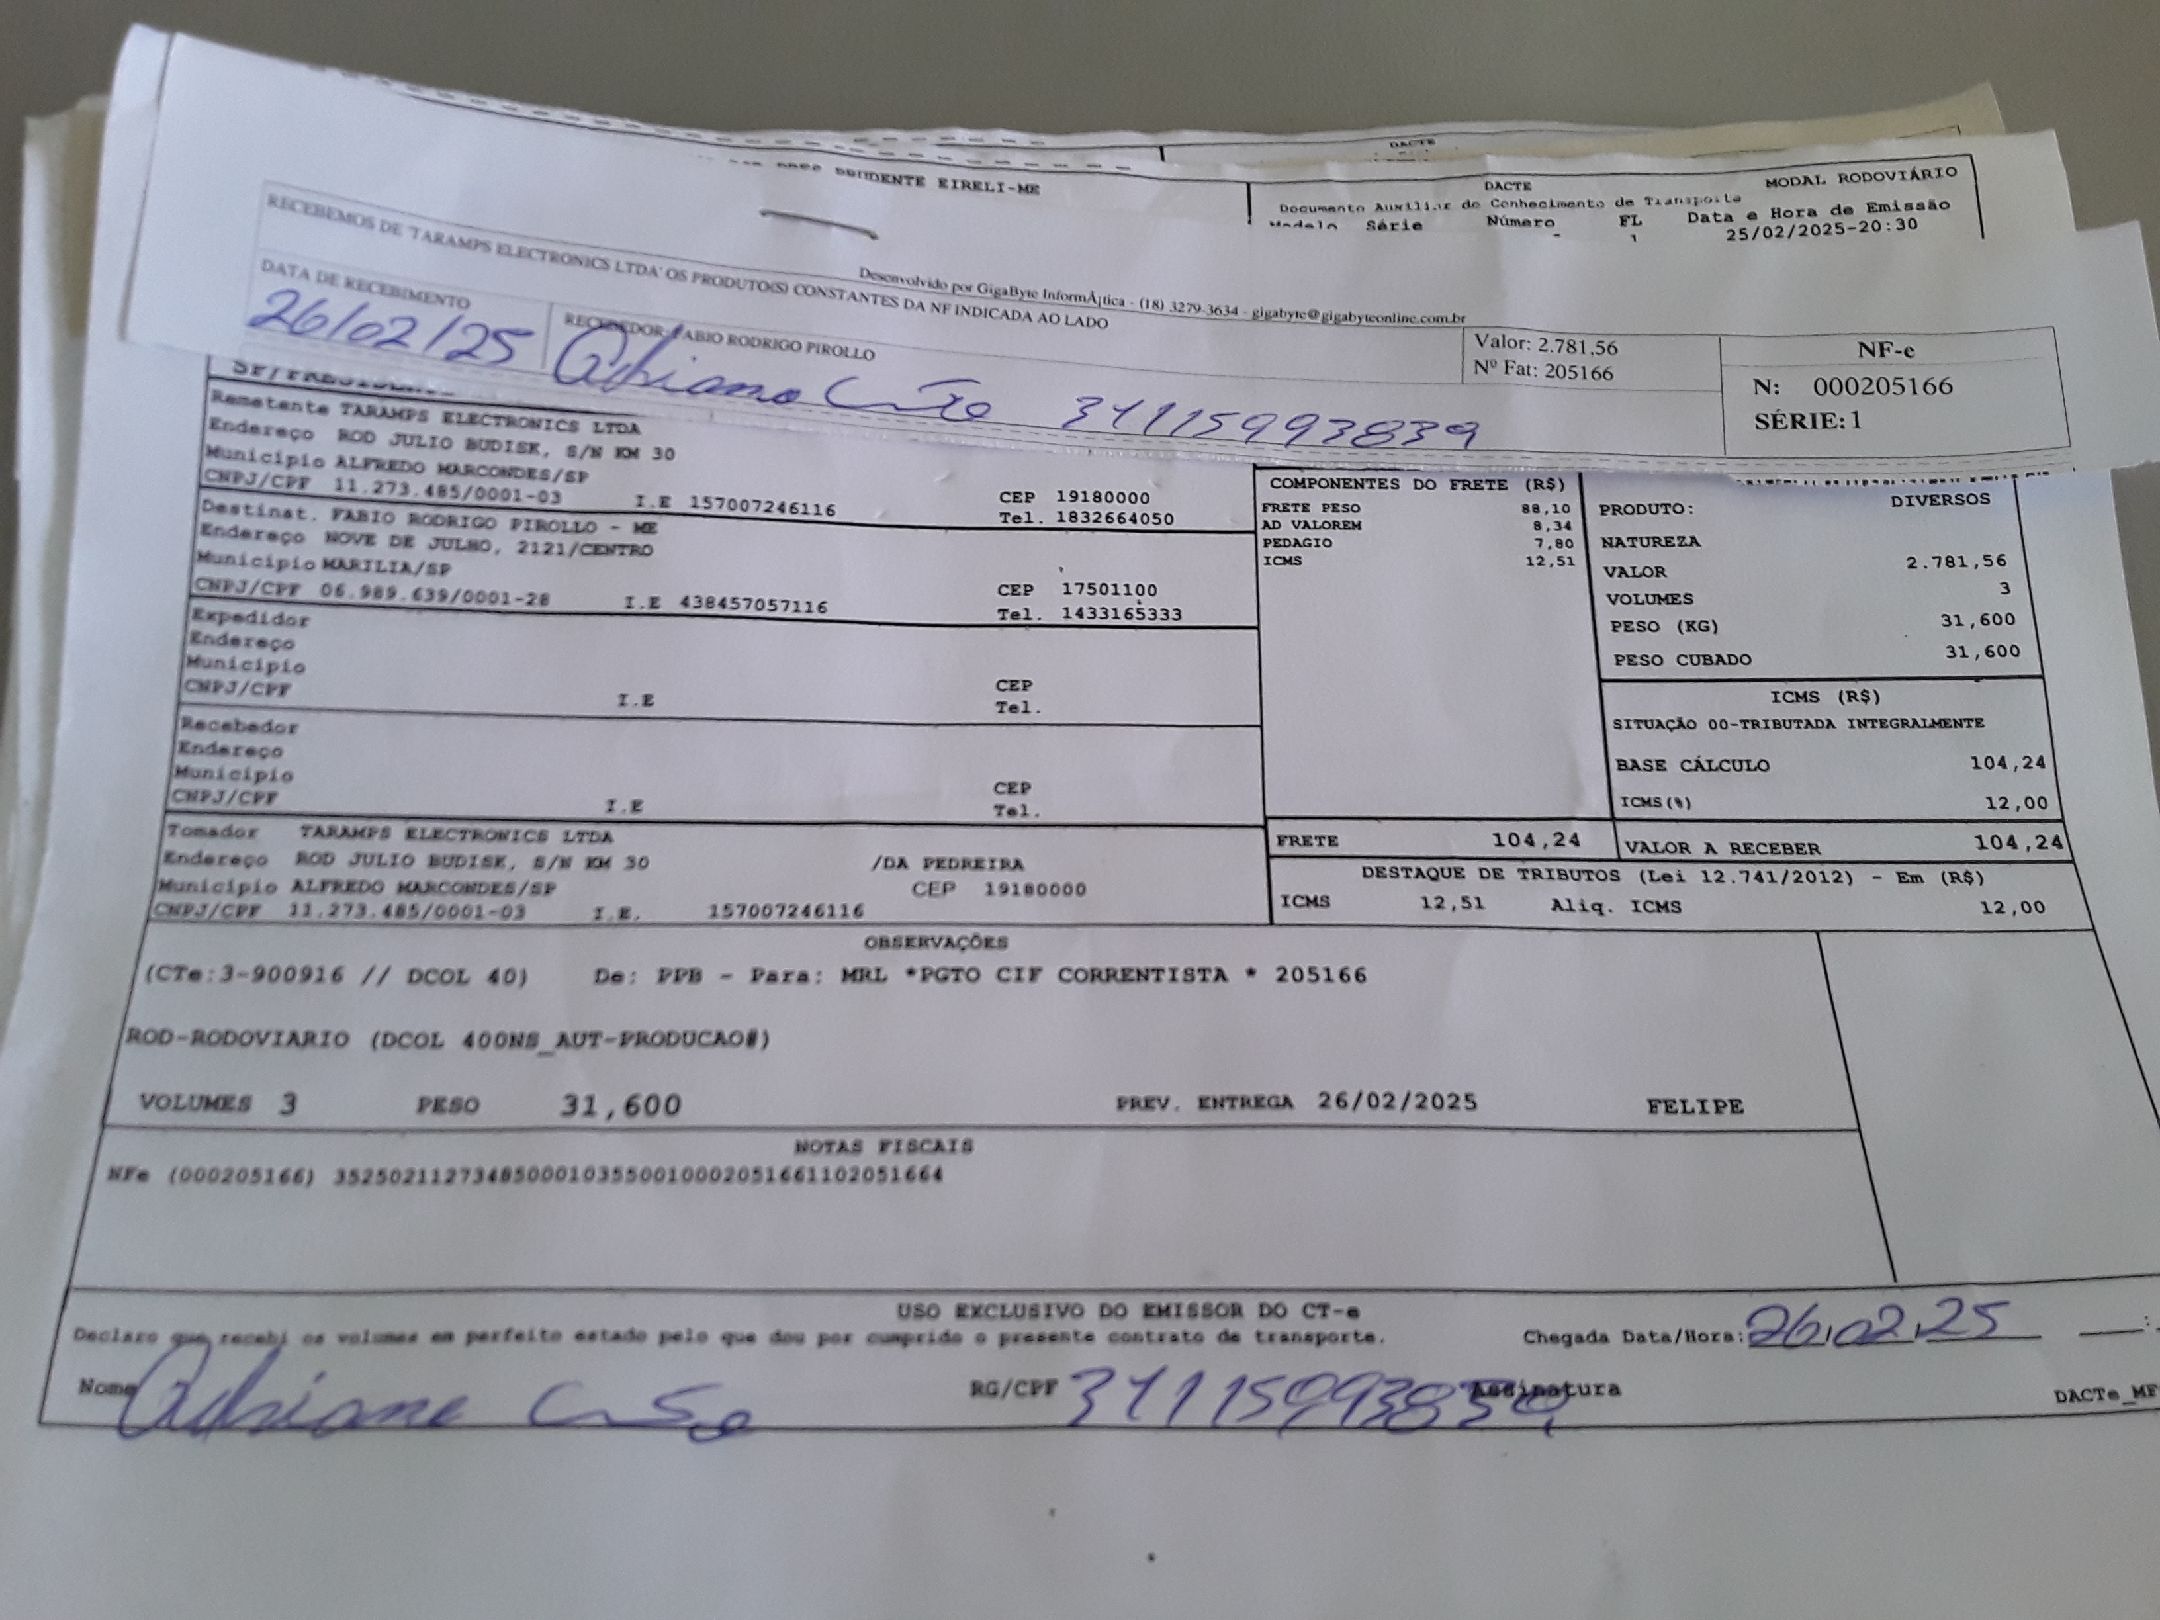 DACTE
PRUDENTE EIRELI-ME
DACTE MODAL RODOVIÁRIO
Documento Auxiliar do Conhecimento de Transporte
Modelo Série Número FL Data e Hora de Emissão
1 25/02/2025-20:30
Desenvolvido por GigaByte InformÃ¡tica - (18) 3279-3634 - gigabyte@gigabyteonline.com.br
RECEBEMOS DE 'TARAMPS ELECTRONICS LTDA' OS PRODUTO(S) CONSTANTES DA NF INDICADA AO LADO
DATA DE RECEBIMENTO RECEBEDOR: FABIO RODRIGO PIROLLO
26/02/25 Adriano 341115993839
Valor: 2.781,56
Nº Fat: 205166
NF-e
N: 000205166
SÉRIE: 1
Remetente TARAMPS ELECTRONICS LTDA
Endereço ROD JULIO BUDISK, S/N KM 30
Município ALFREDO MARCONDES/SP CEP 19180000
CNPJ/CPF 11.273.485/0001-03 I.E 157007246116 Tel. 1832664050
Destinat. FABIO RODRIGO PIROLLO - ME
Endereço NOVE DE JULHO, 2121/CENTRO
Município MARILIA/SP CEP 17501100
CNPJ/CPF 06.989.639/0001-28 I.E 438457057116 Tel. 1433165333
Expedidor
Endereço
Município CEP
CNPJ/CPF I.E Tel.
Recebedor
Endereço
Município CEP
CNPJ/CPF I.E Tel.
Tomador TARAMPS ELECTRONICS LTDA
Endereço ROD JULIO BUDISK, S/N KM 30 /DA PEDREIRA
Município ALFREDO MARCONDES/SP CEP 19180000
CNPJ/CPF 11.273.485/0001-03 I.E. 157007246116
COMPONENTES DO FRETE (R$)
FRETE PESO 88,10
AD VALOREM 8,34
PEDAGIO 7,80
ICMS 12,51
PRODUTO: DIVERSOS
NATUREZA
VALOR 2.781,56
VOLUMES 3
PESO (KG) 31,600
PESO CUBADO 31,600
ICMS (R$)
SITUAÇÃO 00-TRIBUTADA INTEGRALMENTE
BASE CÁLCULO 104,24
ICMS(%) 12,00
FRETE 104,24 VALOR A RECEBER 104,24
DESTAQUE DE TRIBUTOS (Lei 12.741/2012) - Em (R$)
ICMS 12,51 Aliq. ICMS 12,00
OBSERVAÇÕES
(CTe:3-900916 // DCOL 40) De: PPB - Para: MRL *PGTO CIF CORRENTISTA * 205166
ROD-RODOVIARIO (DCOL 400NS_AUT-PRODUCAO#)
VOLUMES 3 PESO 31,600 PREV. ENTREGA 26/02/2025 FELIPE
NOTAS FISCAIS
NFe (000205166) 35250211273485000103550010002051661102051664
USO EXCLUSIVO DO EMISSOR DO CT-e
Declaro que recebi os volumes em perfeito estado pelo que dou por cumprido o presente contrato de transporte. Chegada Data/Hora: 26/02/25 :
Nome Adriane RG/CPF 341115993839 Assinatura
DACTe_MF